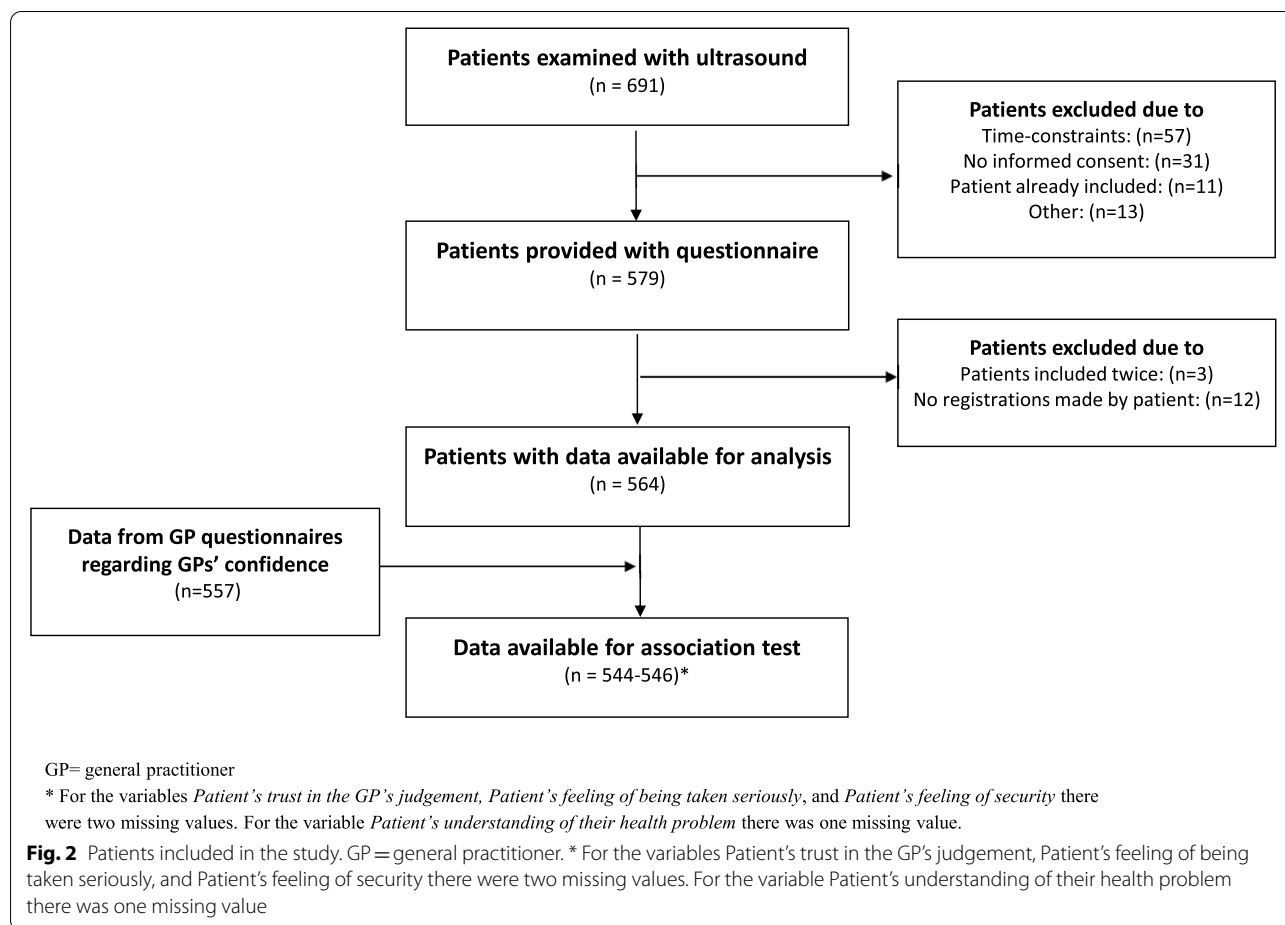 Patients examined with ultrasound
(n = 691)
Patients excluded due to
Time-constraints: (n=57)
No informed consent: (n=31)
Patient already included: (n=11)
Other: (n=13)
Patients provided with questionnaire
(n = 579)
Patients excluded due to
Patients included twice: (n=3)
No registrations made by patient: (n=12)
Patients with data available for analysis
(n = 564)
Data from GP questionnaires
regarding GPs' confidence
(n=557)
Data available for association test
(n = 544-546)*
GP= general practitioner
* For the variables Patient's trust in the GP's judgement, Patient's feeling of being taken seriously, and Patient's feeling of security there
were two missing values. For the variable Patient's understanding of their health problem there was one missing value.
Fig. 2 Patients included in the study. GP = general practitioner. * For the variables Patient's trust in the GP's judgement, Patient's feeling of being
taken seriously, and Patient's feeling of security there were two missing values. For the variable Patient's understanding of their health problem
there was one missing value